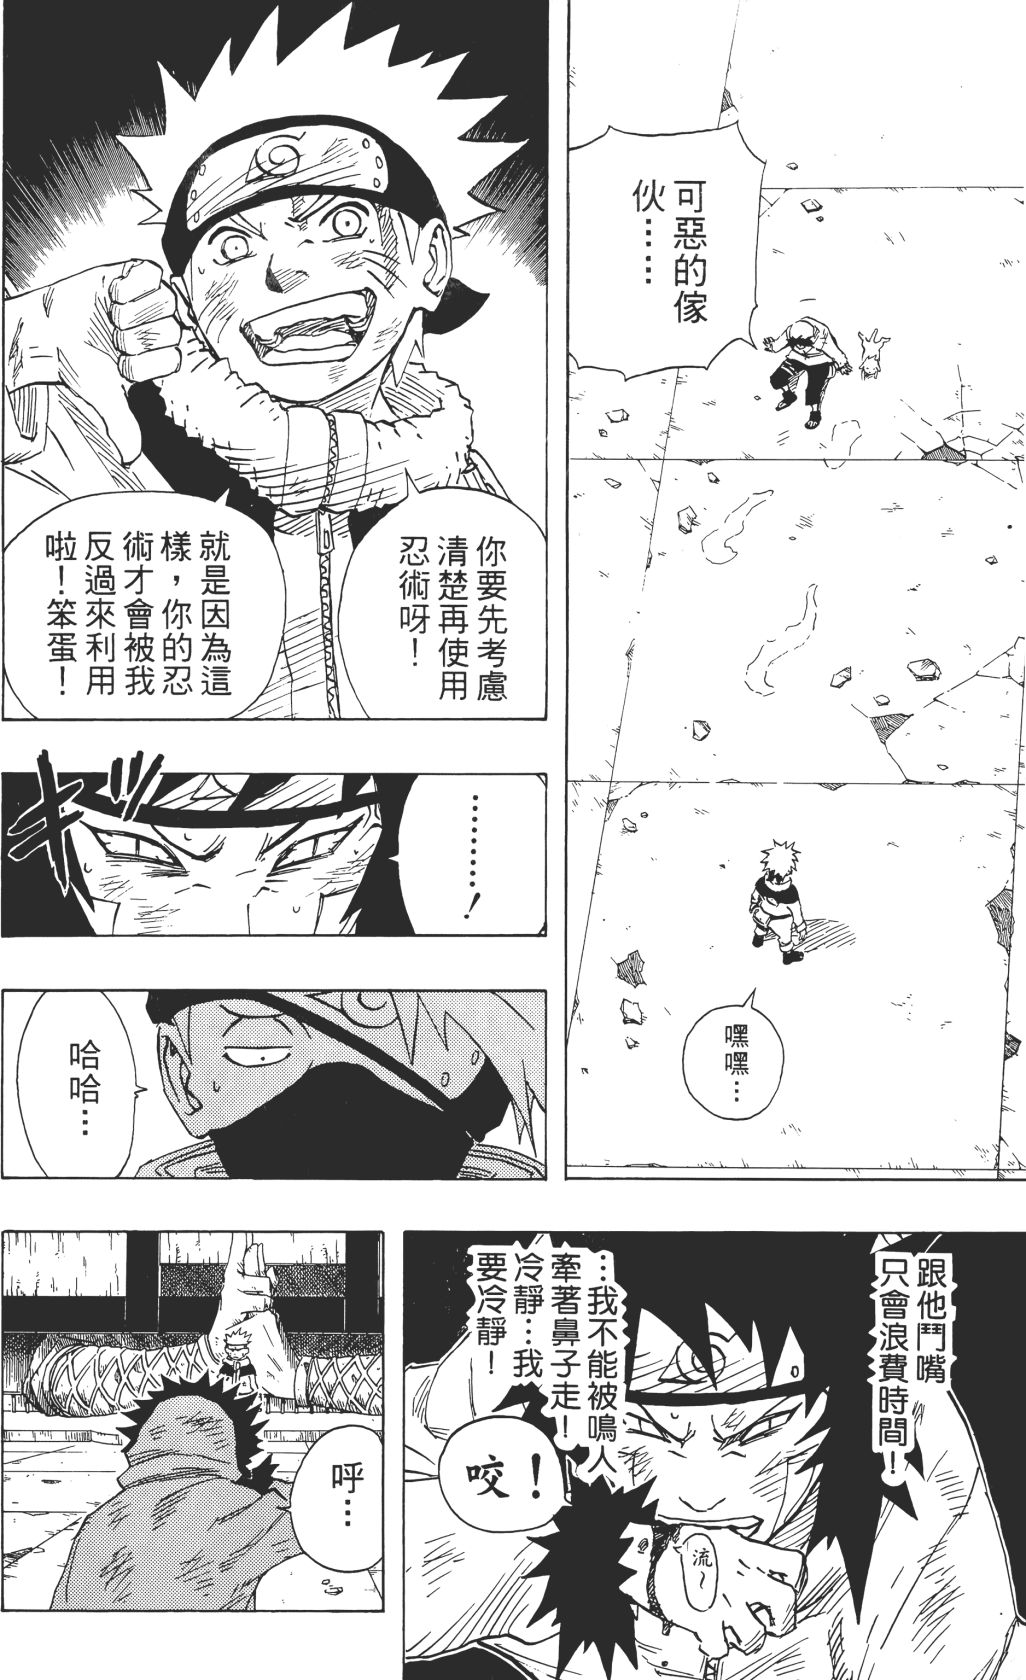 可惡的傢
伙……
嘿嘿…
你要先考慮
清楚再使用
忍術呀！
就是因為這
樣，你的忍
術才會被我
反過來利用
啦！笨蛋！
………！
哈哈…
跟他鬥嘴
只會浪費時間！
…我不能被鳴人
牽著鼻子走！
冷靜…我
要冷靜！
咬！
流～
呼…